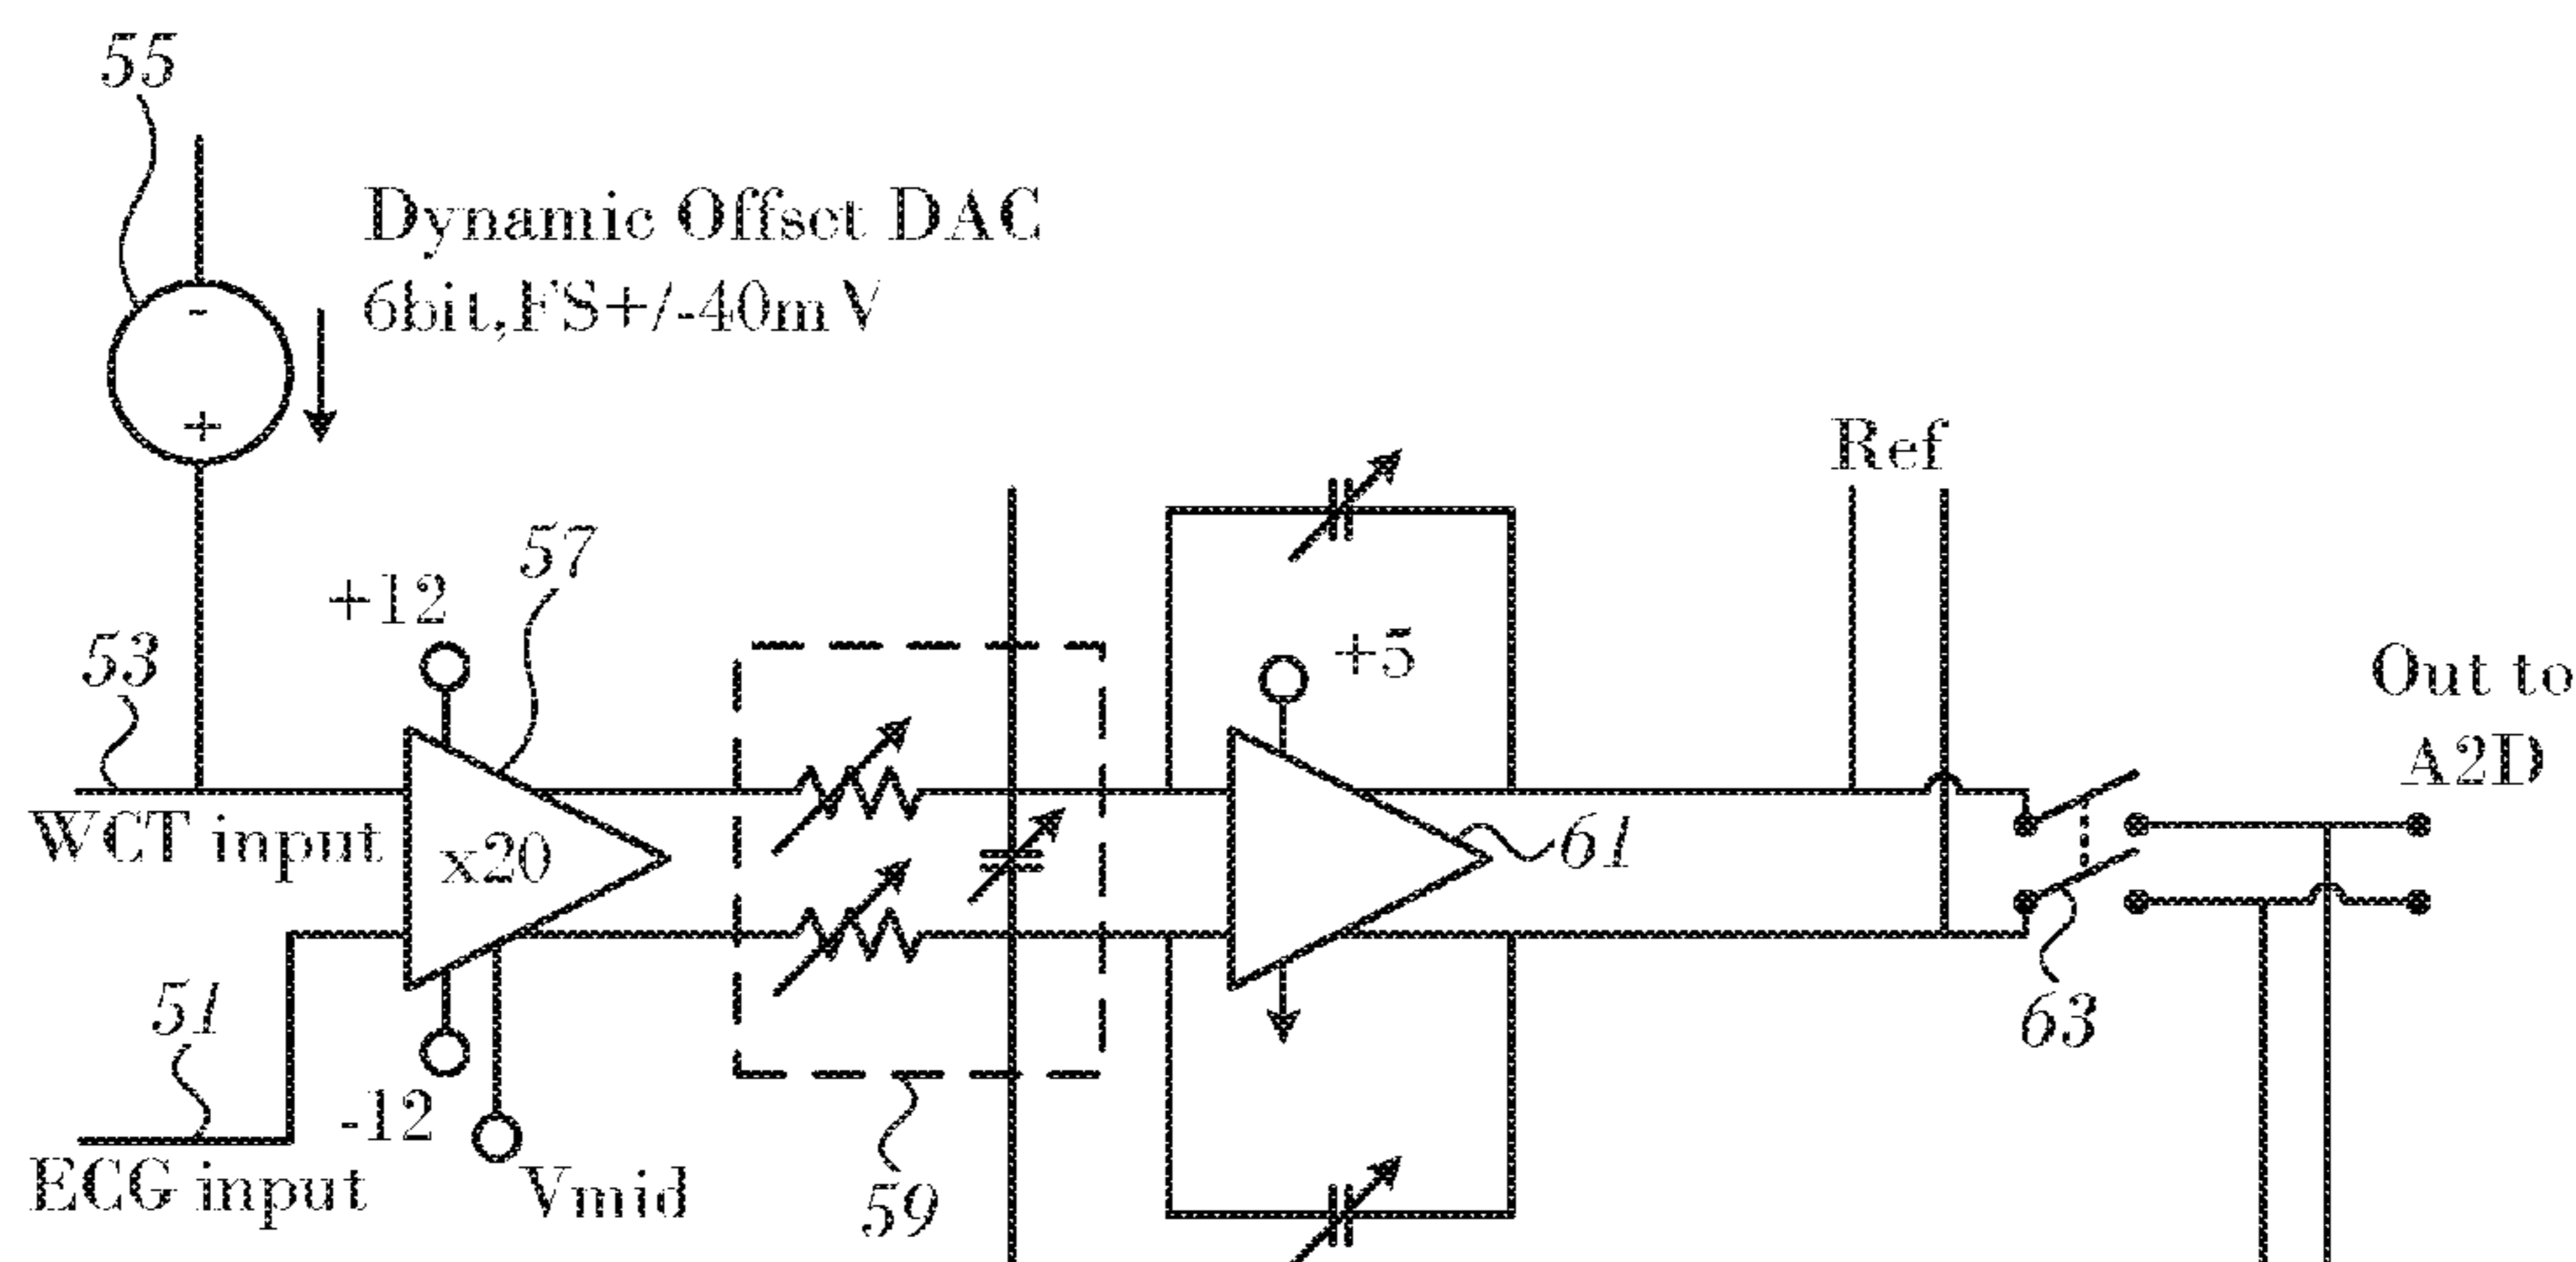 55
Dynamic Offset DAC
6bit,FS+/-40mV
-
+
Ref
57
+12
53
+5
Out to
A2D
WCT input
x20
61
51
63
-12
ECG input
Vmid
59